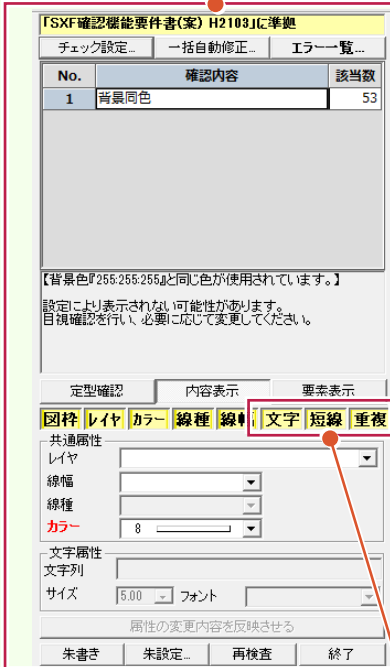 「SXF確認機能要件書(案) H2103」に準拠
チェック設定... 一括自動修正... エラー一覧...
No. 確認内容 該当数
1 背景同色 53
【背景色『255:255:255』と同じ色が使用されています。】
設定により表示されない可能性があります。
目視確認を行い、必要に応じて変更してください。
定型確認 内容表示 要素表示
図枠 レイヤ カラー 線種 線幅 文字 短線 重複
共通属性
レイヤ
線幅
線種
カラー 8
文字属性
文字列
サイズ 5.00 フォント
属性の変更内容を反映させる
朱書き 朱設定... 再検査 終了